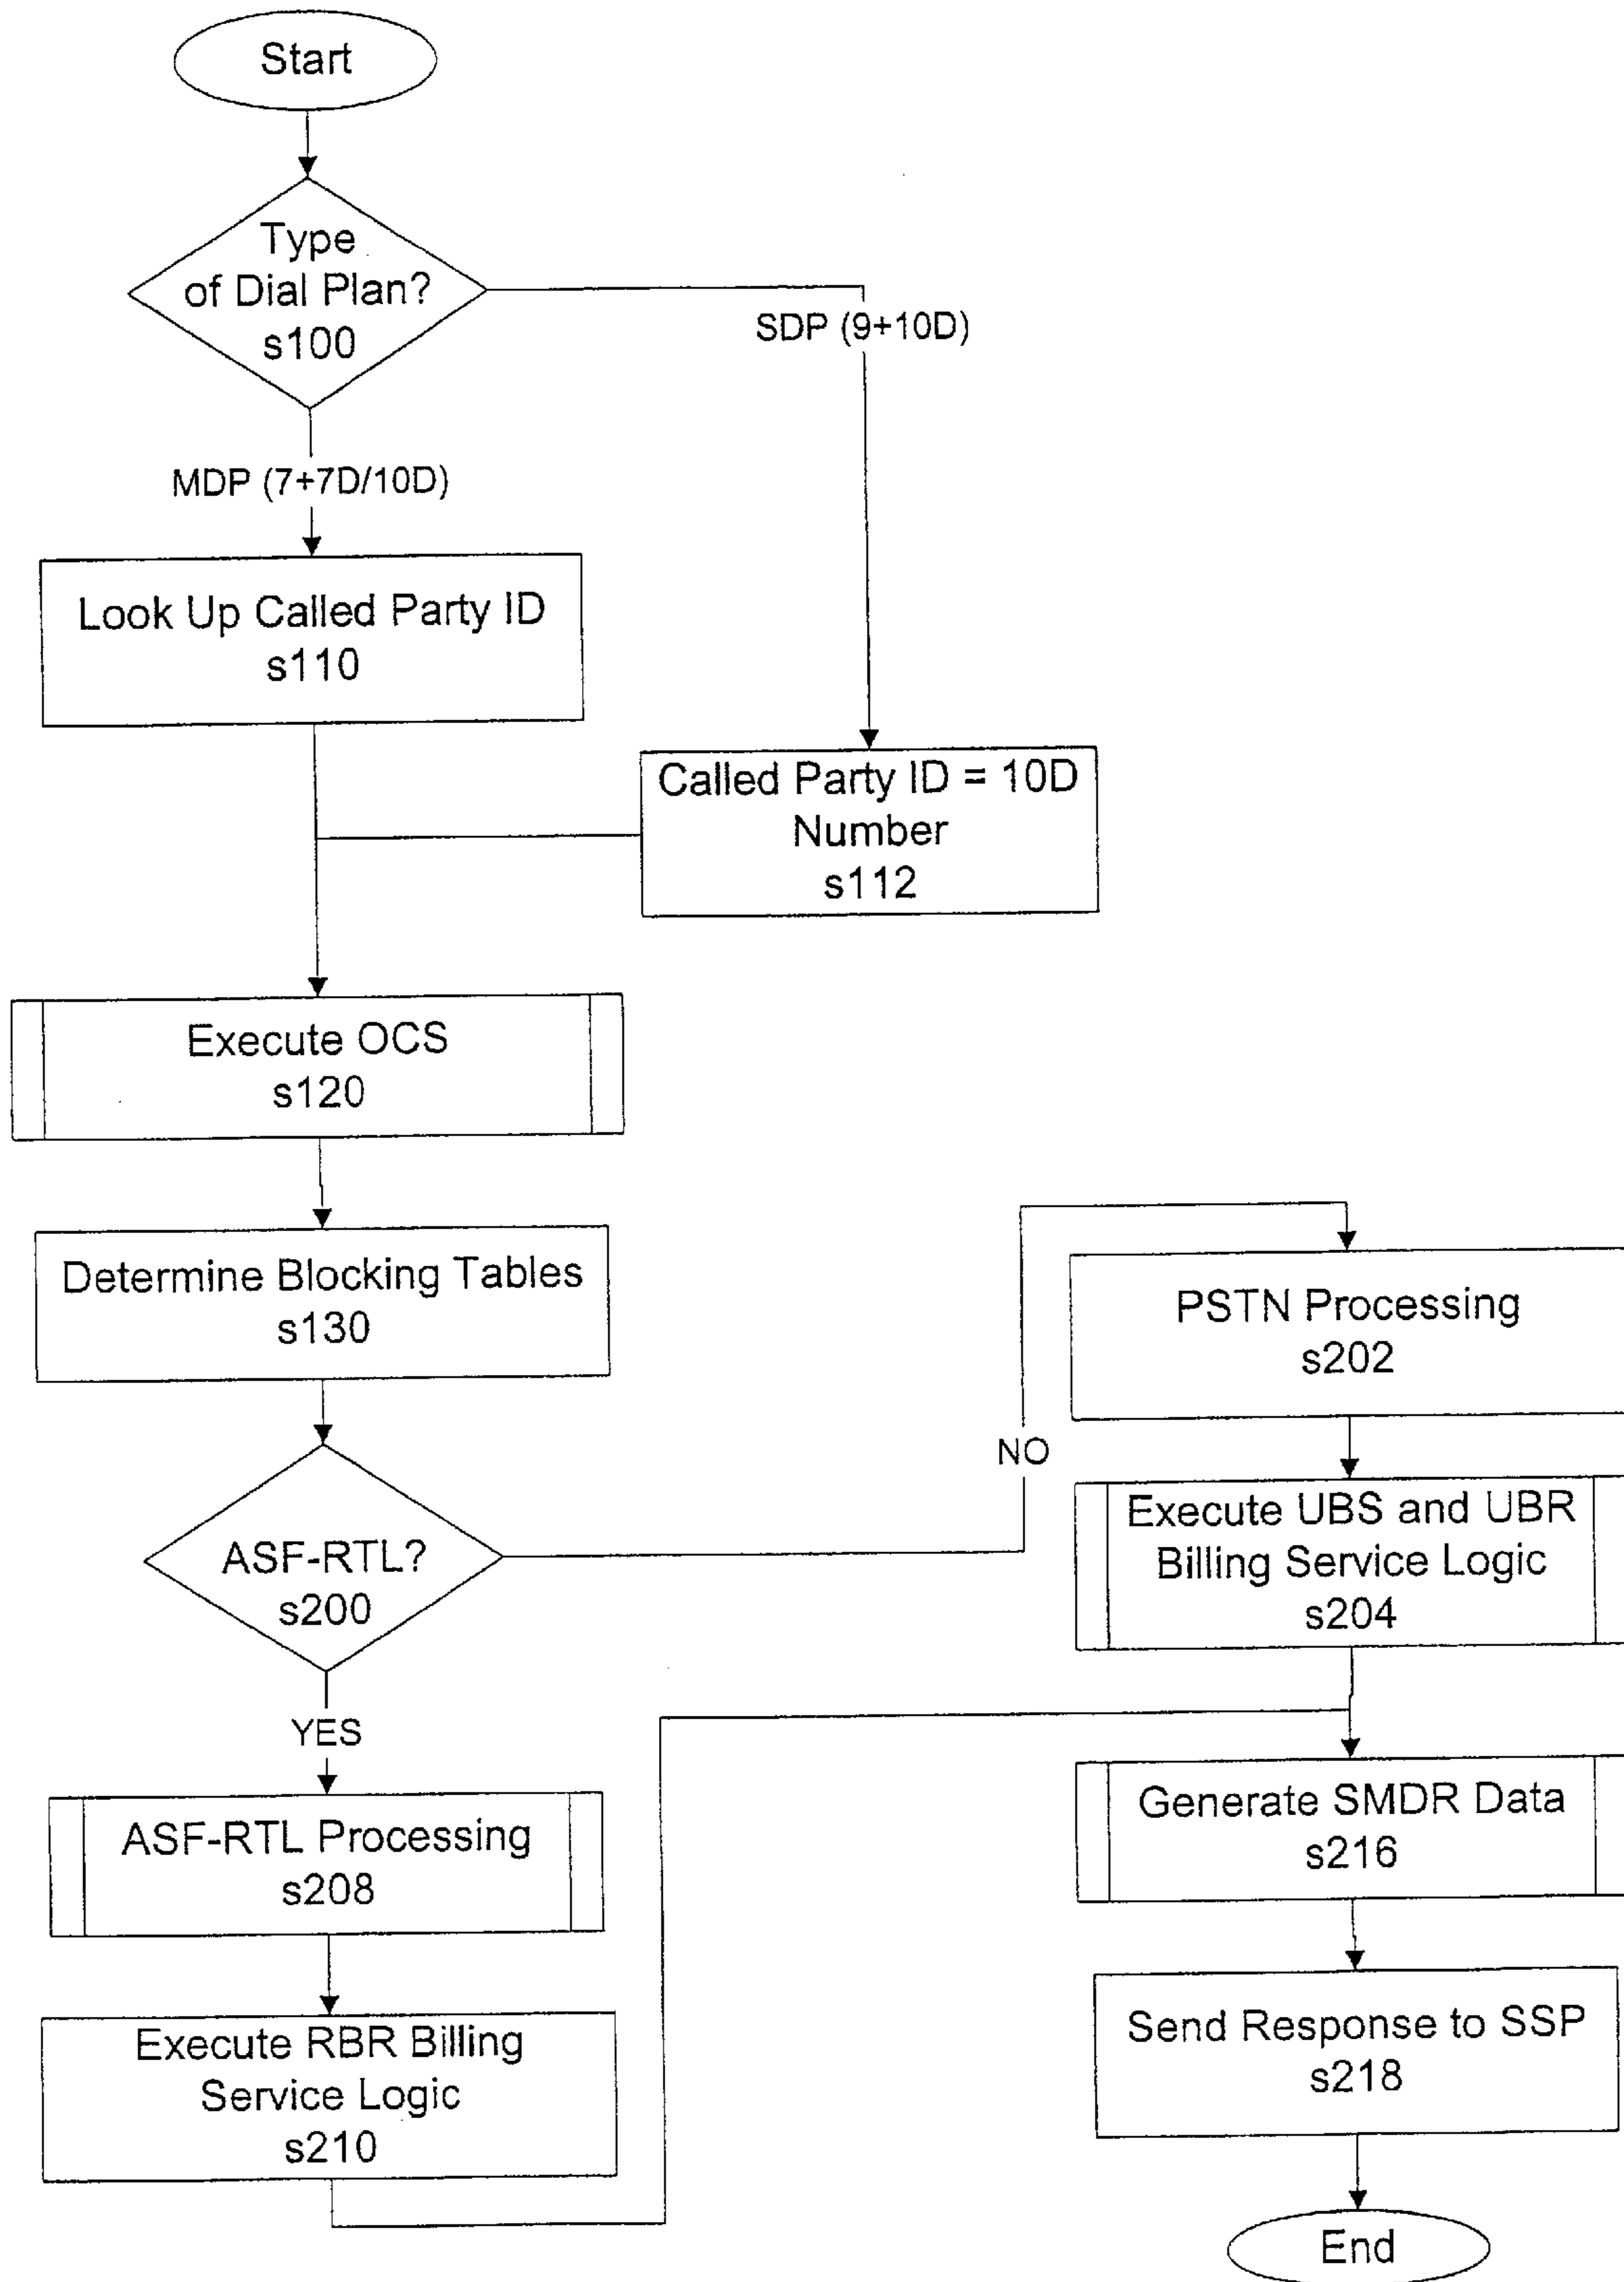 Start
Type
of Dial Plan?
s100
SDP (9+10D)
MDP (7+7D/10D)
Look Up Called Party ID
s110
Called Party ID = 10D
Number
s112
Execute OCS
s120
Determine Blocking Tables
s130
ASF-RTL?
s200
NO
YES
ASF-RTL Processing
s208
Execute RBR Billing
Service Logic
s210
PSTN Processing
s202
Execute UBS and UBR
Billing Service Logic
s204
Generate SMDR Data
s216
Send Response to SSP
s218
End